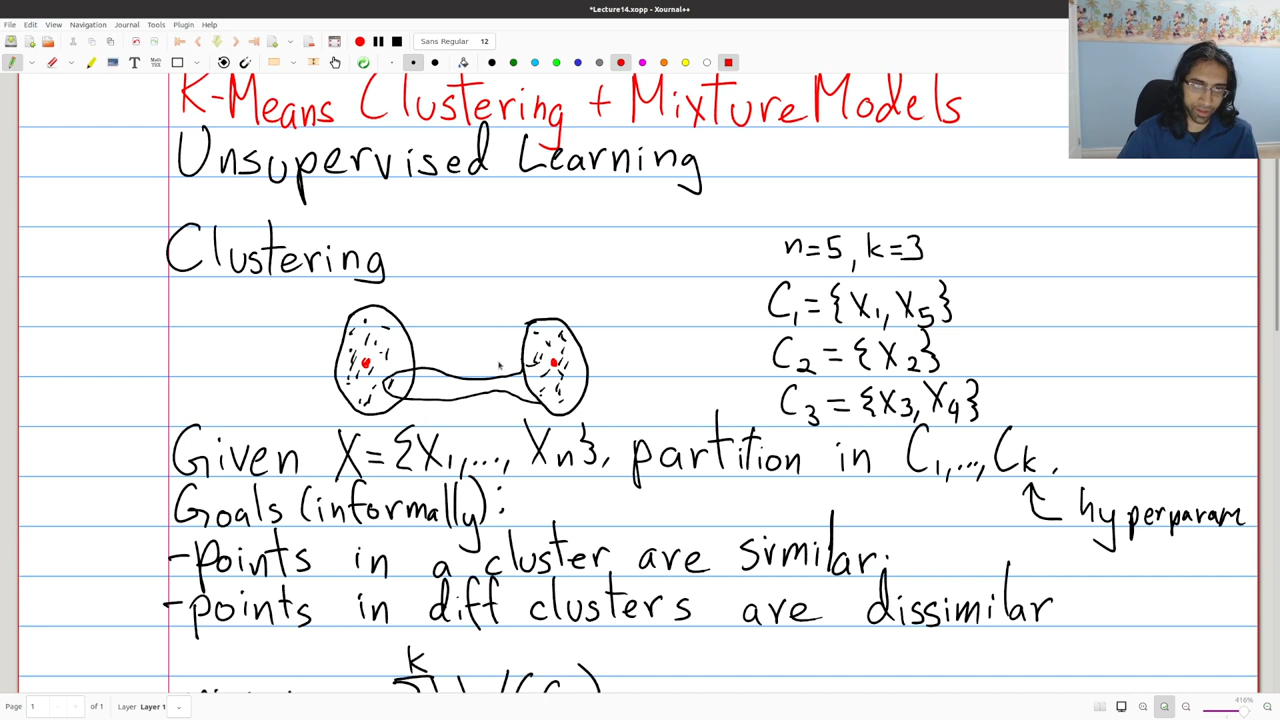 *Lecture14.xopp - Xournal++
File Edit View Navigation Journal Tools Plugin Help
Sans Regular 12
K-Means Clustering + Mixture Models
Unsupervised Learning
Clustering
n=5, k=3
C₁={X₁, X₅}
C₂={X₂}
C₃={X₃, X₄}
Given X={X₁,..., Xₙ}, partition in C₁,...,Cₖ.
hyperparam
Goals (informally):
-points in a cluster are similar.
-points in diff clusters are dissimilar
k
Page 1 of 1 Layer Layer 1 416%